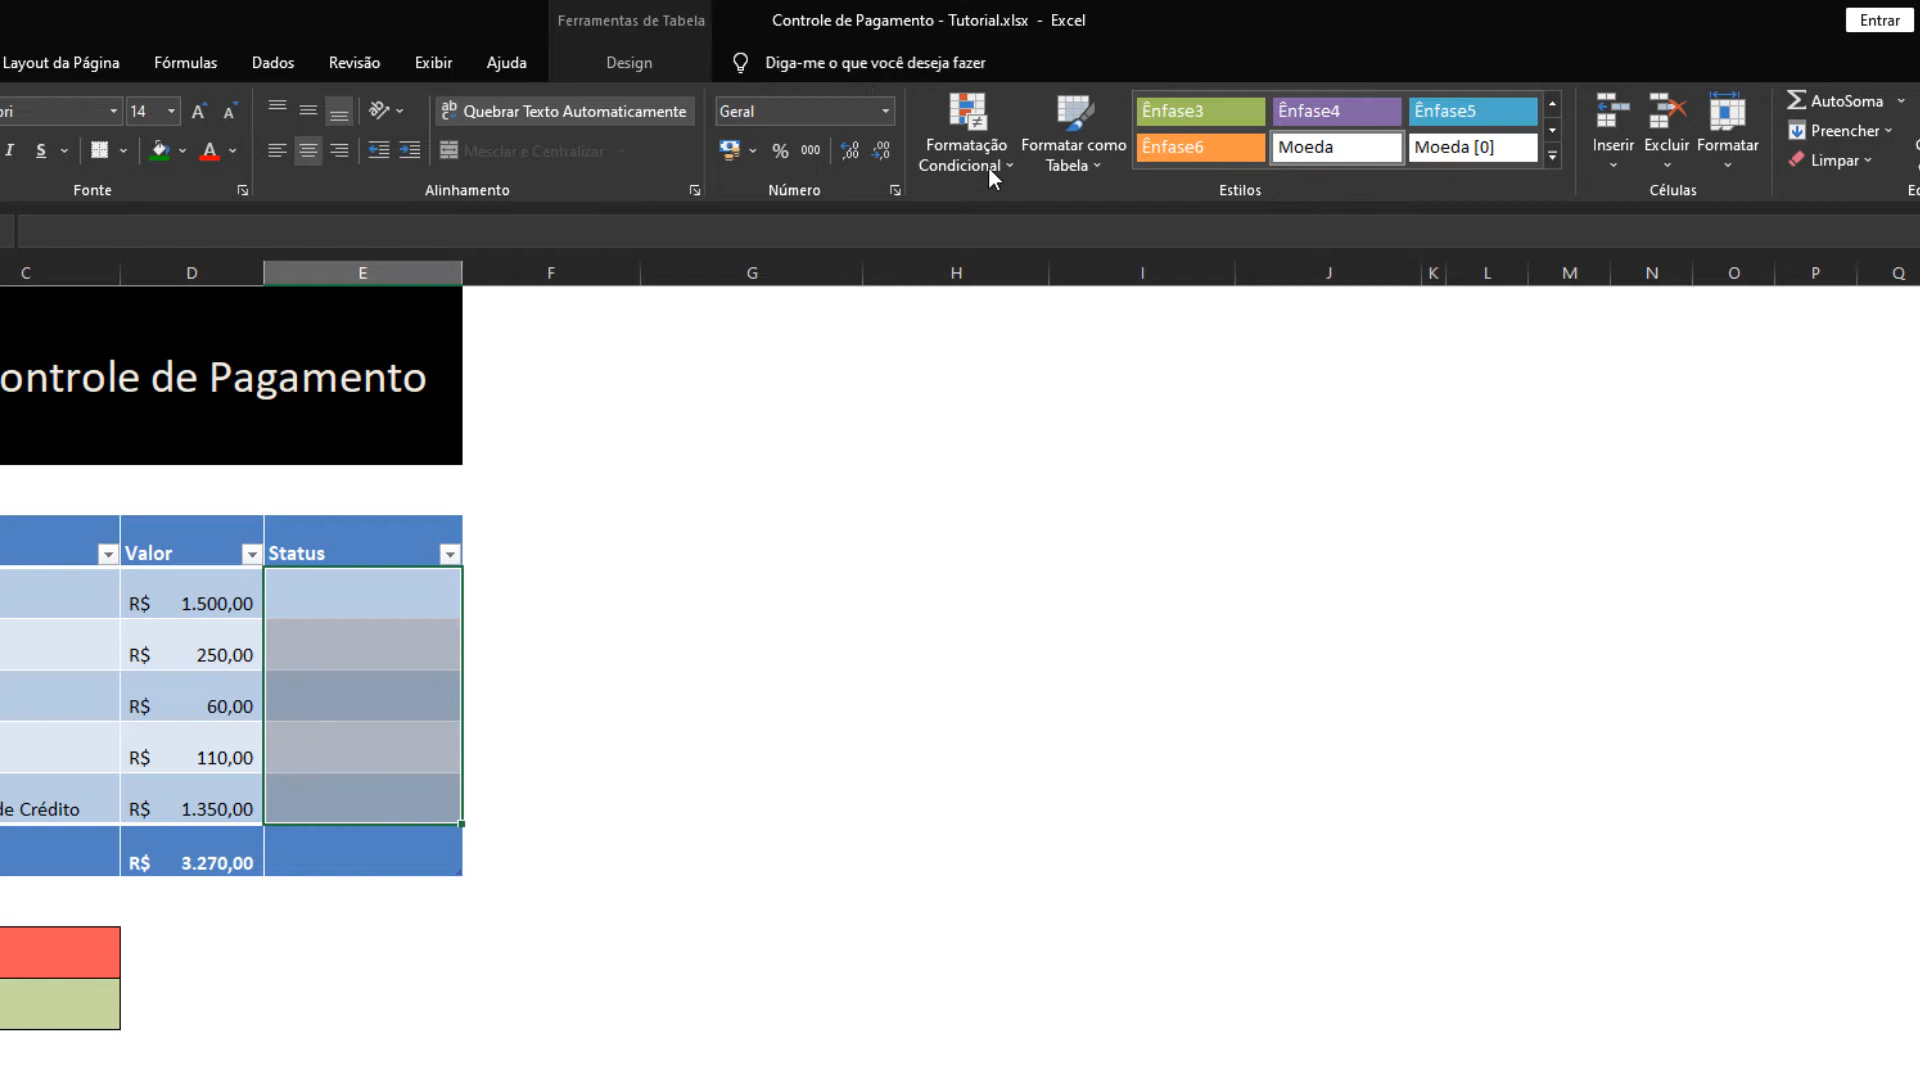 Ferramentas de Tabela
Controle de Pagamento - Tutorial.xlsx - Excel
Entrar
Layout da Página
Fórmulas
Dados
Revisão
Exibir
Ajuda
Design
Diga-me o que você deseja fazer
14
Quebrar Texto Automaticamente
Geral
Formatação
Condicional
Formatar como
Tabela
Ênfase3
Ênfase4
Ênfase5
Ênfase6
Moeda
Moeda [0]
Inserir
Excluir
Formatar
AutoSoma
Preencher
Limpar
I
S
Mesclar e Centralizar
%
000
Fonte
Alinhamento
Número
Estilos
Células
C D E F G H I J K L M N O P Q
ontrole de Pagamento
Valor
Status
R$ 1.500,00
R$ 250,00
R$ 60,00
R$ 110,00
de Crédito R$ 1.350,00
R$ 3.270,00